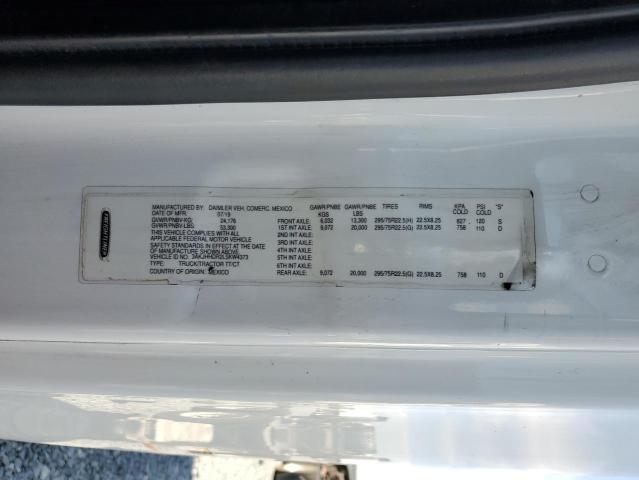 FREIGHTLINER
MANUFACTURED BY: DAIMLER VEH. COMERC. MEXICO
DATE OF MFR: 07/19
GVWR/PNBV-KG: 24,176
GVWR/PNBV-LBS: 53,300
THIS VEHICLE COMPLIES WITH ALL
APPLICABLE FEDERAL MOTOR VEHICLE
SAFETY STANDARDS IN EFFECT AT THE DATE
OF MANUFACTURE SHOWN ABOVE.
VEHICLE ID NO.: 3AKJHHDR2LSKW4373
TYPE: TRUCK/TRACTOR TT/CT
COUNTRY OF ORIGIN: MEXICO
GAWR/PNBE KGS GAWR/PNBE LBS TIRES RIMS KPA COLD PSI COLD "S"
FRONT AXLE: 6,032 13,300 295/75R22.5(H) 22.5X8.25 827 120 S
1ST INT AXLE: 9,072 20,000 295/75R22.5(G) 22.5X8.25 758 110 D
2ND INT AXLE:
3RD INT AXLE:
4TH INT AXLE:
5TH INT AXLE:
6TH INT AXLE:
REAR AXLE: 9,072 20,000 295/75R22.5(G) 22.5X8.25 758 110 D